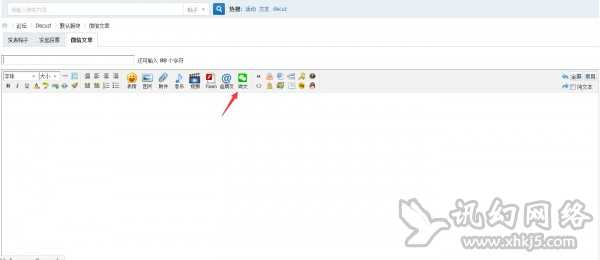 请输入搜索内容 帖子 热搜: 活动 交友 discuz
论坛 Discuz! 默认版块 微信文章
发表帖子 发起投票 微信文章
还可输入 80 个字符
字体 大小 全屏 常用
B I U A 表情 图片 附件 音乐 视频 Flash @朋友 微文 纯文本
讯幻网络
www.xhkj5.com